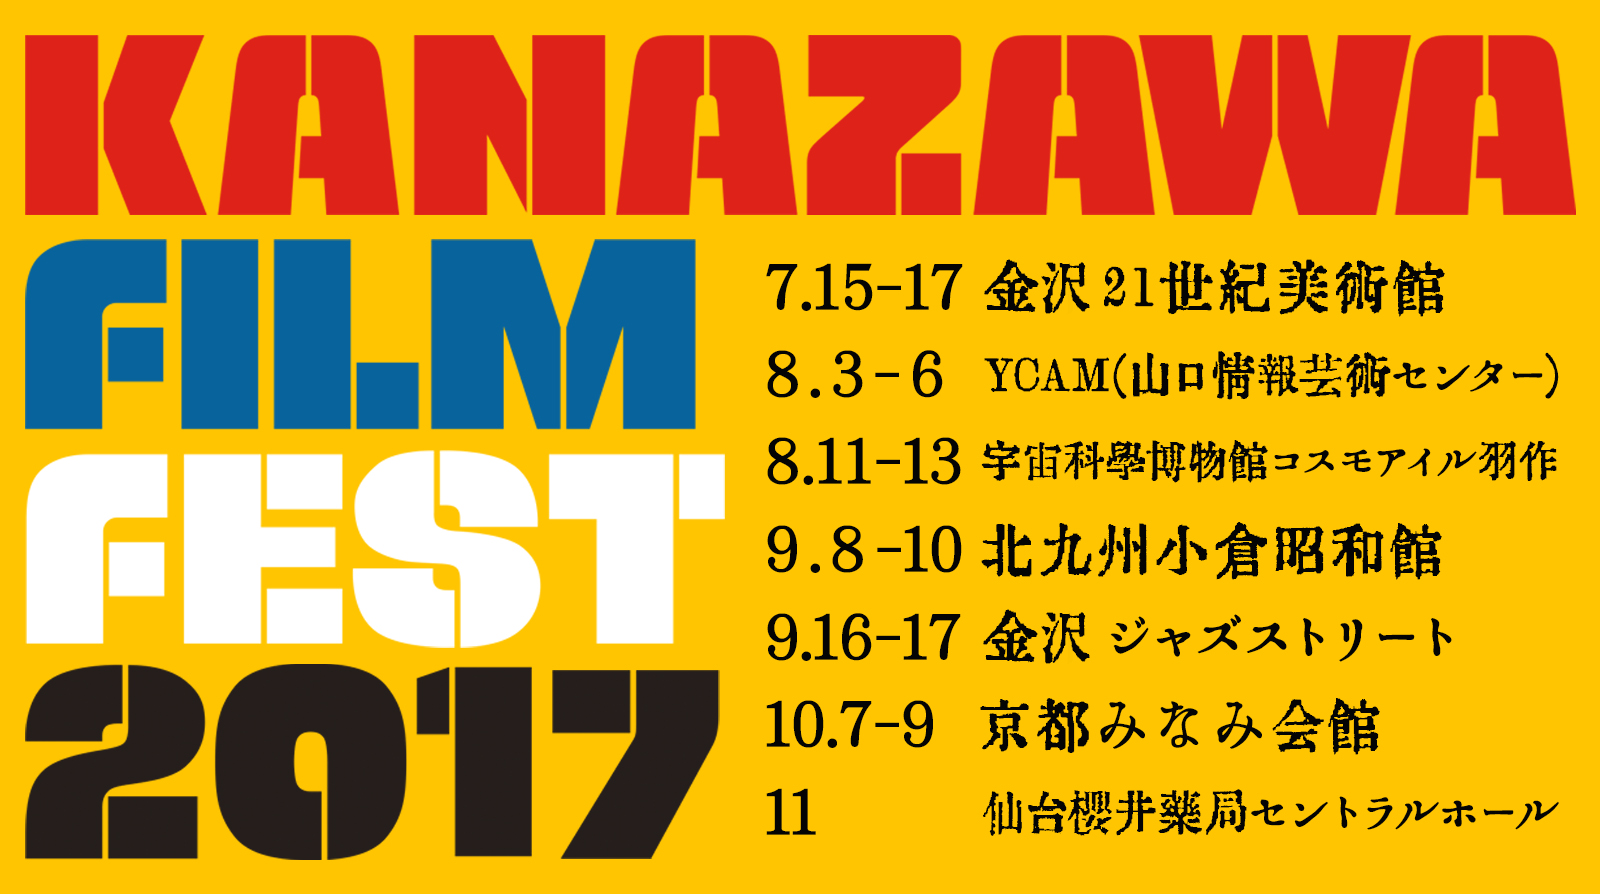 KANAZAWA
FILM
FEST
2017
7.15-17 金沢21世紀美術館
8.3-6 YCAM(山口情報芸術センター)
8.11-13 宇宙科學博物館コスモアイル羽作
9.8-10 北九州小倉昭和館
9.16-17 金沢 ジャズストリート
10.7-9 京都みなみ会館
11 仙台櫻井薬局セントラルホール